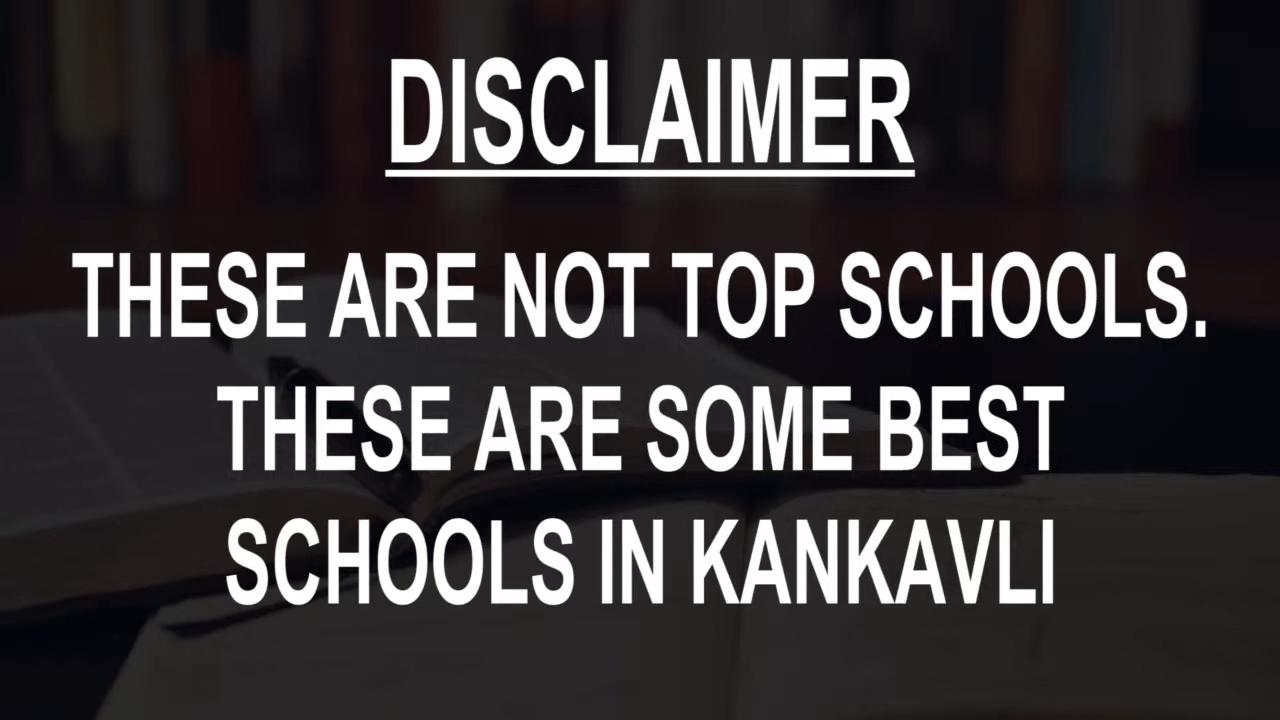 DISCLAIMER
THESE ARE NOT TOP SCHOOLS.
THESE ARE SOME BEST
SCHOOLS IN KANKAVLI